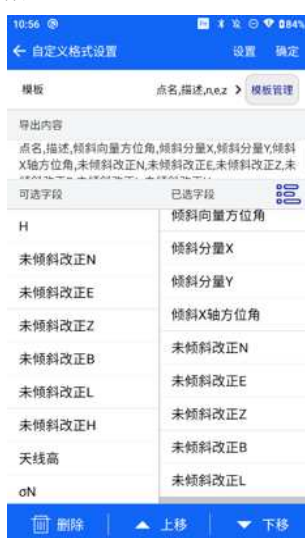 10:56
84%
自定义格式设置
设置 确定
模板
点名,描述,n,e,z
模板管理
导出内容
点名,描述,倾斜向量方位角,倾斜分量X,倾斜分量Y,倾斜
X轴方位角,未倾斜改正N,未倾斜改正E,未倾斜改正Z,未
可选字段
已选字段
H
未倾斜改正N
未倾斜改正E
未倾斜改正Z
未倾斜改正B
未倾斜改正L
未倾斜改正H
天线高
σN
倾斜向量方位角
倾斜分量X
倾斜分量Y
倾斜X轴方位角
未倾斜改正N
未倾斜改正E
未倾斜改正Z
未倾斜改正B
未倾斜改正L
删除
上移
下移